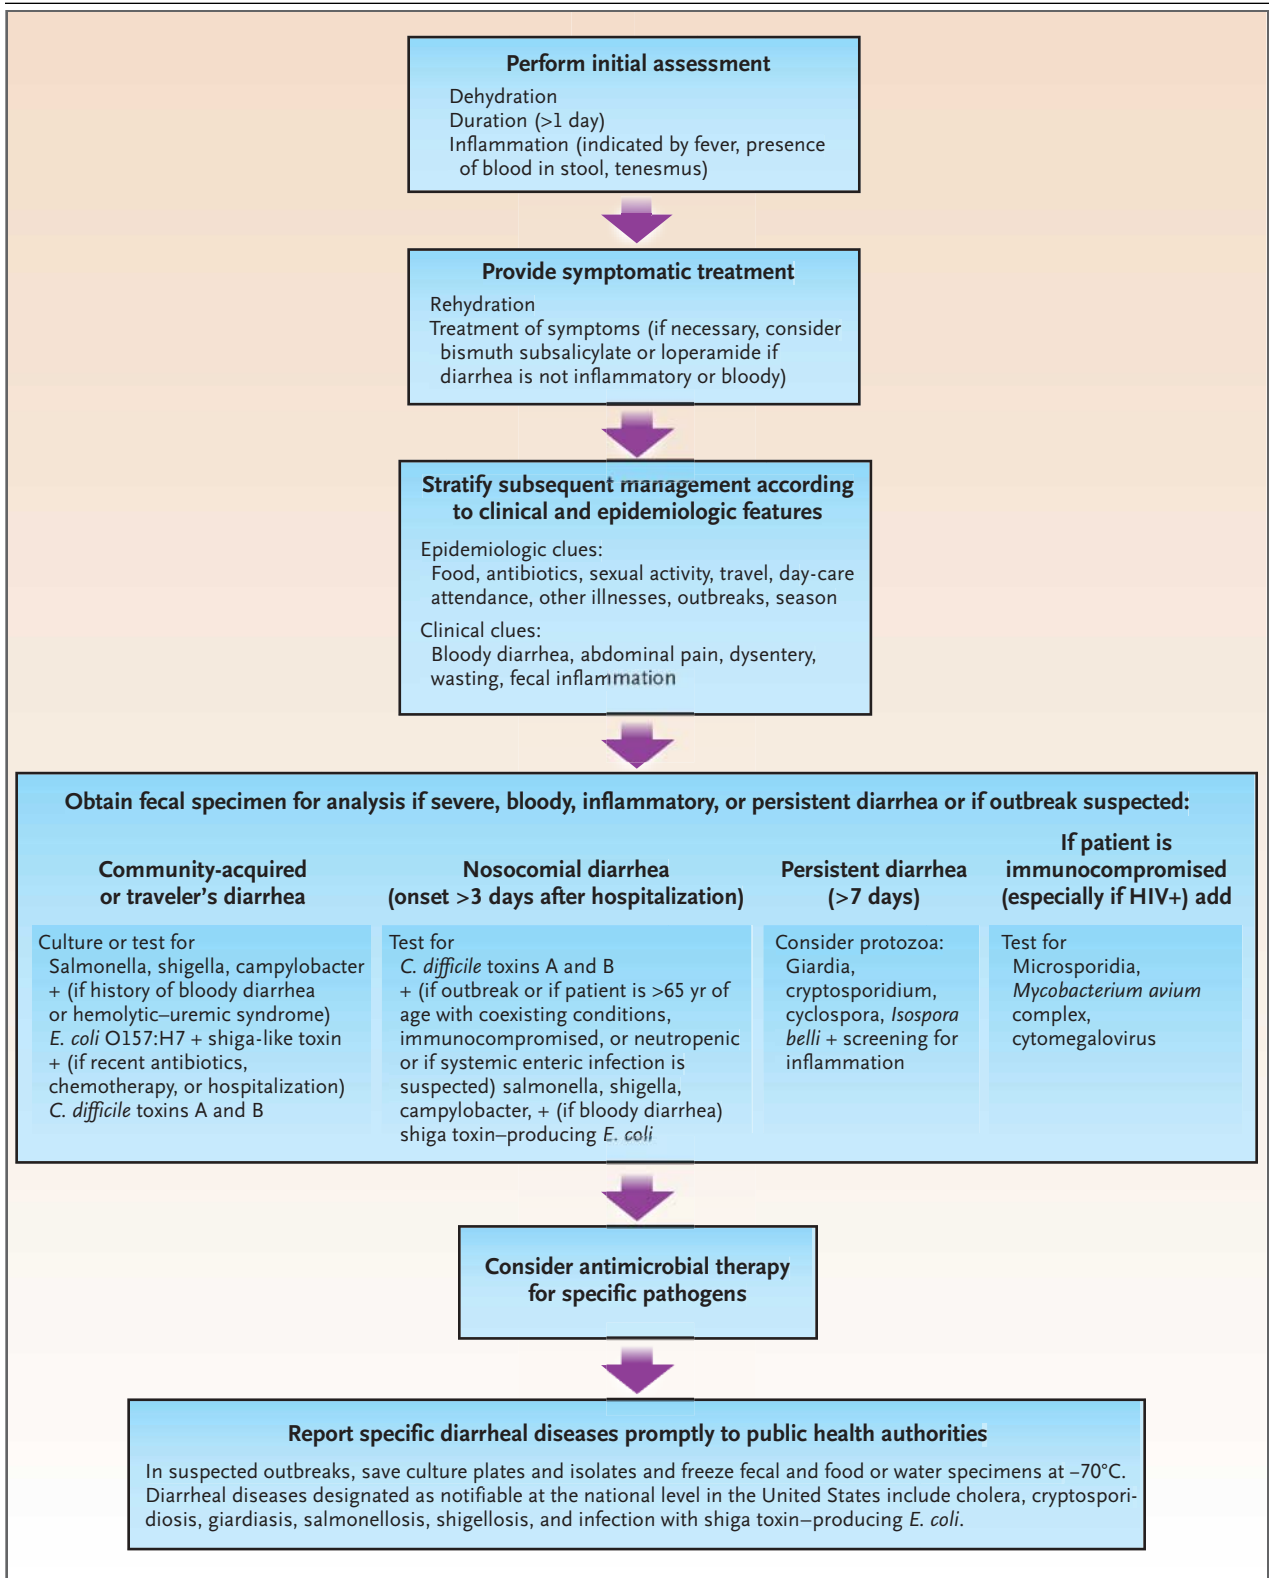 Perform initial assessment
Dehydration
Duration (>1 day)
Inflammation (indicated by fever, presence
of blood in stool, tenesmus)
Provide symptomatic treatment
Rehydration
Treatment of symptoms (if necessary, consider
bismuth subsalicylate or loperamide if
diarrhea is not inflammatory or bloody)
Stratify subsequent management according
to clinical and epidemiologic features
Epidemiologic clues:
Food, antibiotics, sexual activity, travel, day-care
attendance, other illnesses, outbreaks, season
Clinical clues:
Bloody diarrhea, abdominal pain, dysentery,
wasting, fecal inflammation
Obtain fecal specimen for analysis if severe, bloody, inflammatory, or persistent diarrhea or if outbreak suspected:
Community-acquired
or traveler's diarrhea
Culture or test for
Salmonella, shigella, campylobacter
+ (if history of bloody diarrhea
or hemolytic–uremic syndrome)
E. coli O157:H7 + shiga-like toxin
+ (if recent antibiotics,
chemotherapy, or hospitalization)
C. difficile toxins A and B
Nosocomial diarrhea
(onset >3 days after hospitalization)
Test for
C. difficile toxins A and B
+ (if outbreak or if patient is >65 yr of
age with coexisting conditions,
immunocompromised, or neutropenic
or if systemic enteric infection is
suspected) salmonella, shigella,
campylobacter, + (if bloody diarrhea)
shiga toxin–producing E. coli
Persistent diarrhea
(>7 days)
Consider protozoa:
Giardia,
cryptosporidium,
cyclospora, Isospora
belli + screening for
inflammation
If patient is
immunocompromised
(especially if HIV+) add
Test for
Microsporidia,
Mycobacterium avium
complex,
cytomegalovirus
Consider antimicrobial therapy
for specific pathogens
Report specific diarrheal diseases promptly to public health authorities
In suspected outbreaks, save culture plates and isolates and freeze fecal and food or water specimens at –70°C.
Diarrheal diseases designated as notifiable at the national level in the United States include cholera, cryptospori-
diosis, giardiasis, salmonellosis, shigellosis, and infection with shiga toxin–producing E. coli.